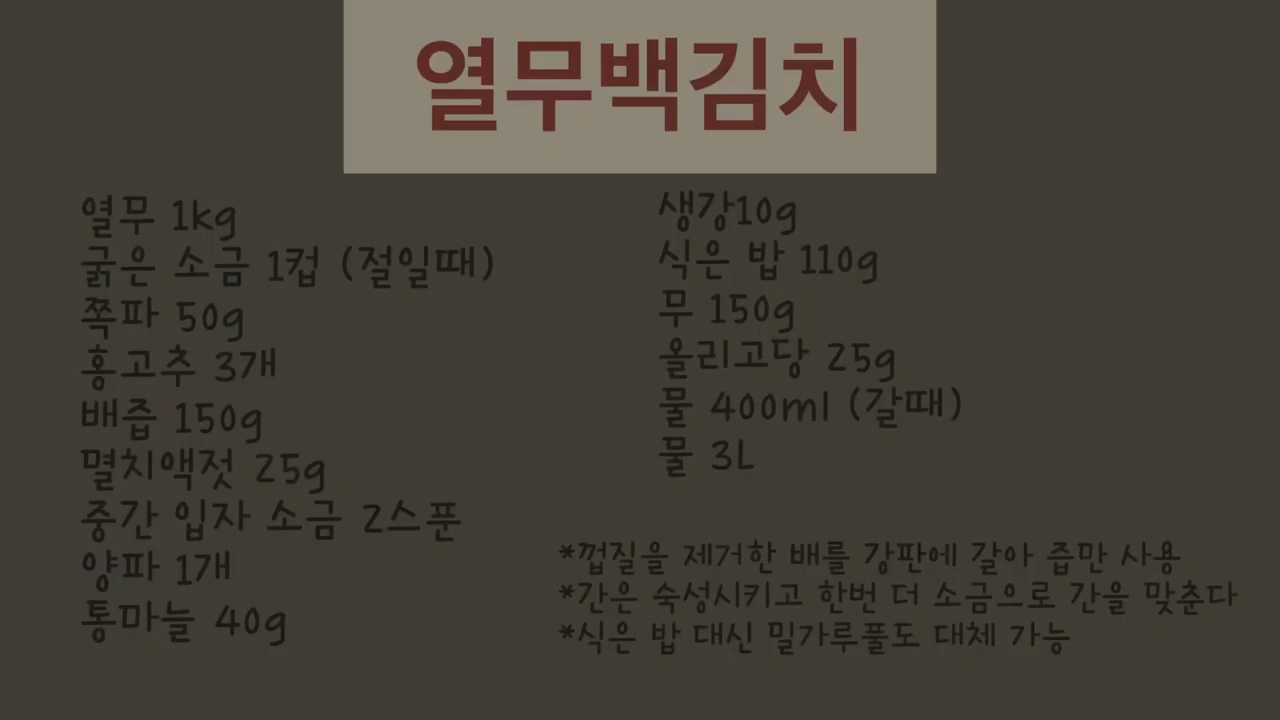 열무백김치
열무 1kg
굵은 소금 1컵 (절일때)
쪽파 50g
홍고추 3개
배즙 150g
멸치액젓 25g
중간 입자 소금 2스푼
양파 1개
통마늘 40g
생강10g
식은 밥 110g
무 150g
올리고당 25g
물 400ml (갈때)
물 3L
*껍질을 제거한 배를 강판에 갈아 즙만 사용
*간은 숙성시키고 한번 더 소금으로 간을 맞춘다
*식은 밥 대신 밀가루풀도 대체 가능